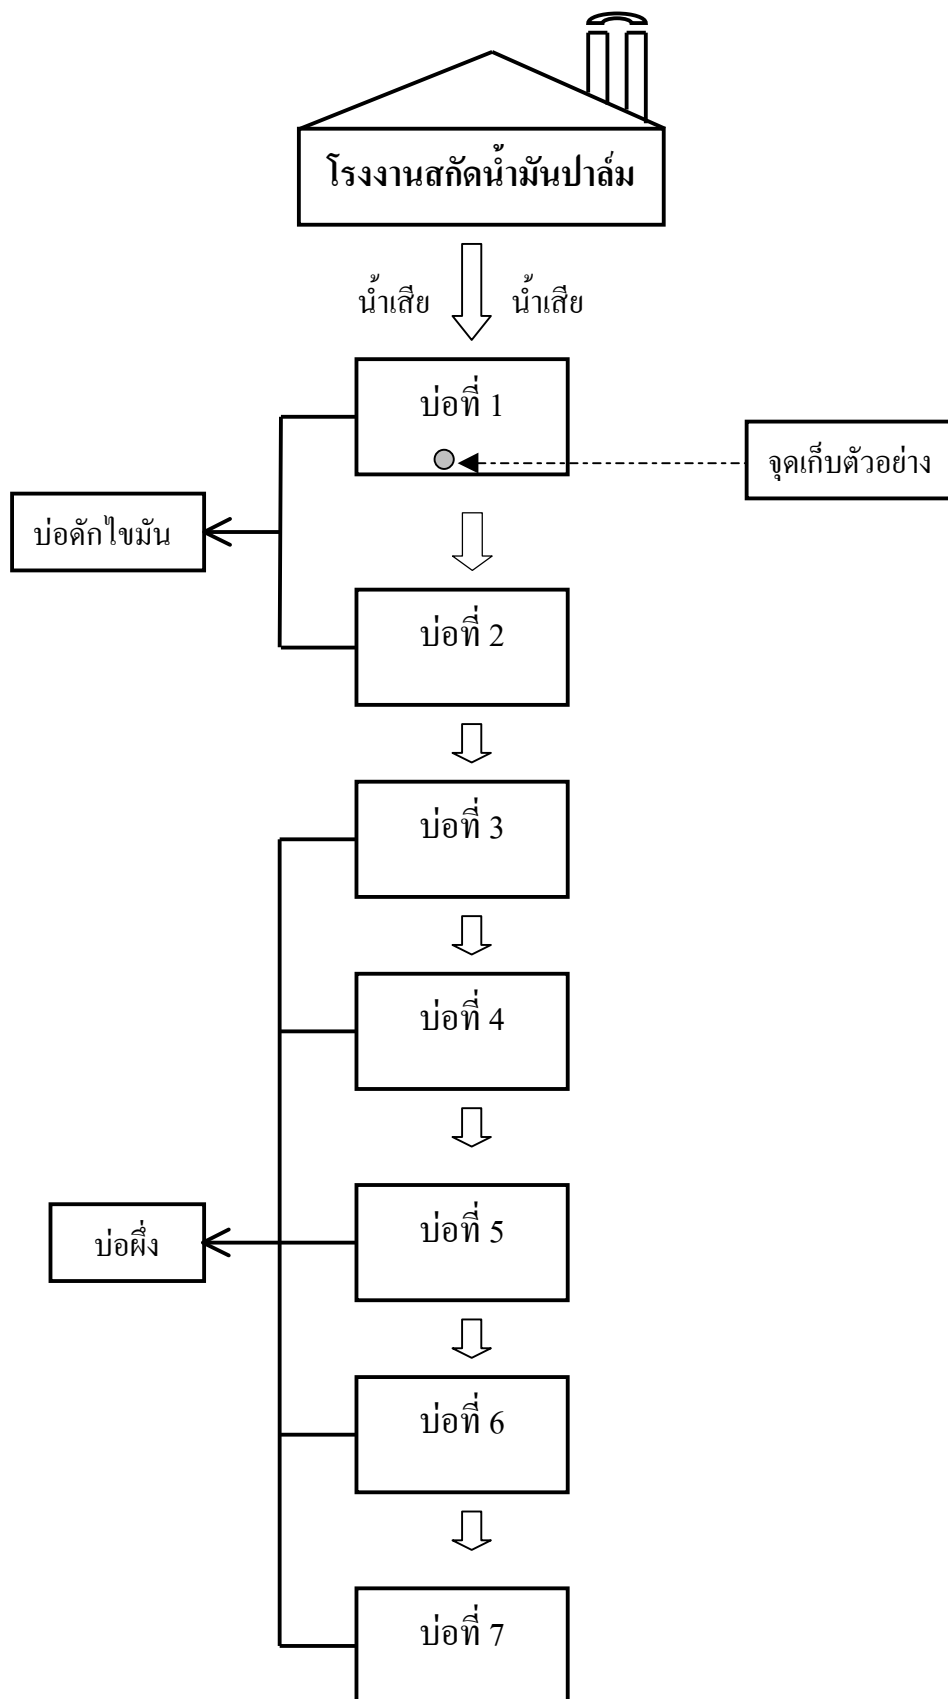 โรงงานสกัดน้ำมันปาล์ม
น้ำเสีย น้ำเสีย
บ่อที่ 1
จุดเก็บตัวอย่าง
บ่อดักไขมัน
บ่อที่ 2
บ่อที่ 3
บ่อที่ 4
บ่อที่ 5
บ่อผึ่ง
บ่อที่ 6
บ่อที่ 7